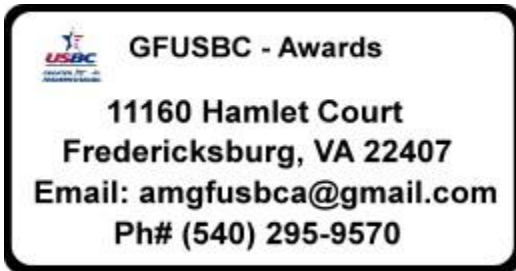 USBC
GFUSBC - Awards
11160 Hamlet Court
Fredericksburg, VA 22407
Email: amgfusbca@gmail.com
Ph# (540) 295-9570